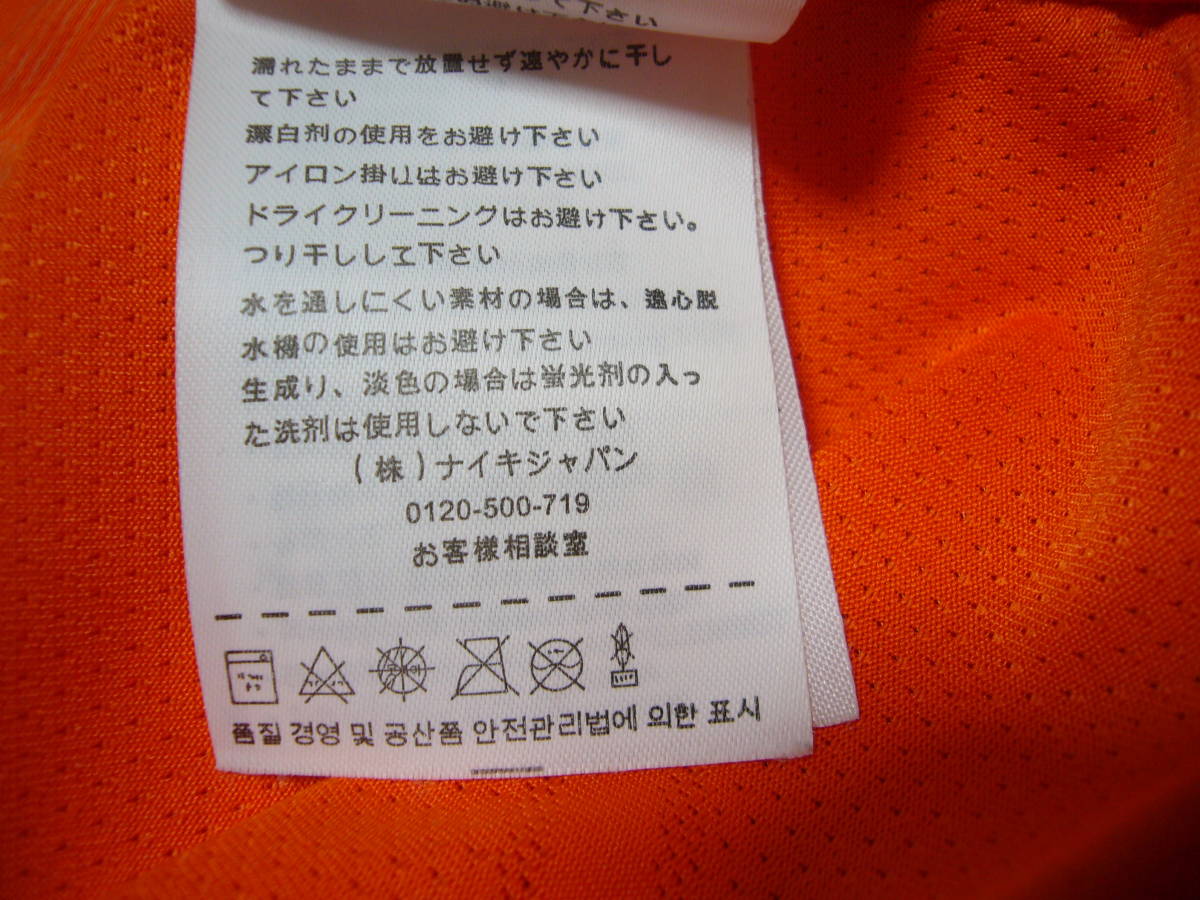 避け下さい
濡れたままで放置せず速やかに干し
て下さい
漂白剤の使用をお避け下さい
アイロン掛けはお避け下さい
ドライクリーニングはお避け下さい。
つり干しして下さい
水を通しにくい素材の場合は、遠心脱
水機の使用はお避け下さい
生成り、淡色の場合は蛍光剤の入っ
た洗剤は使用しないで下さい
(株)ナイキジャパン
0120-500-719
お客様相談室
품질 경영 및 공산품 안전관리법에 의한 표시